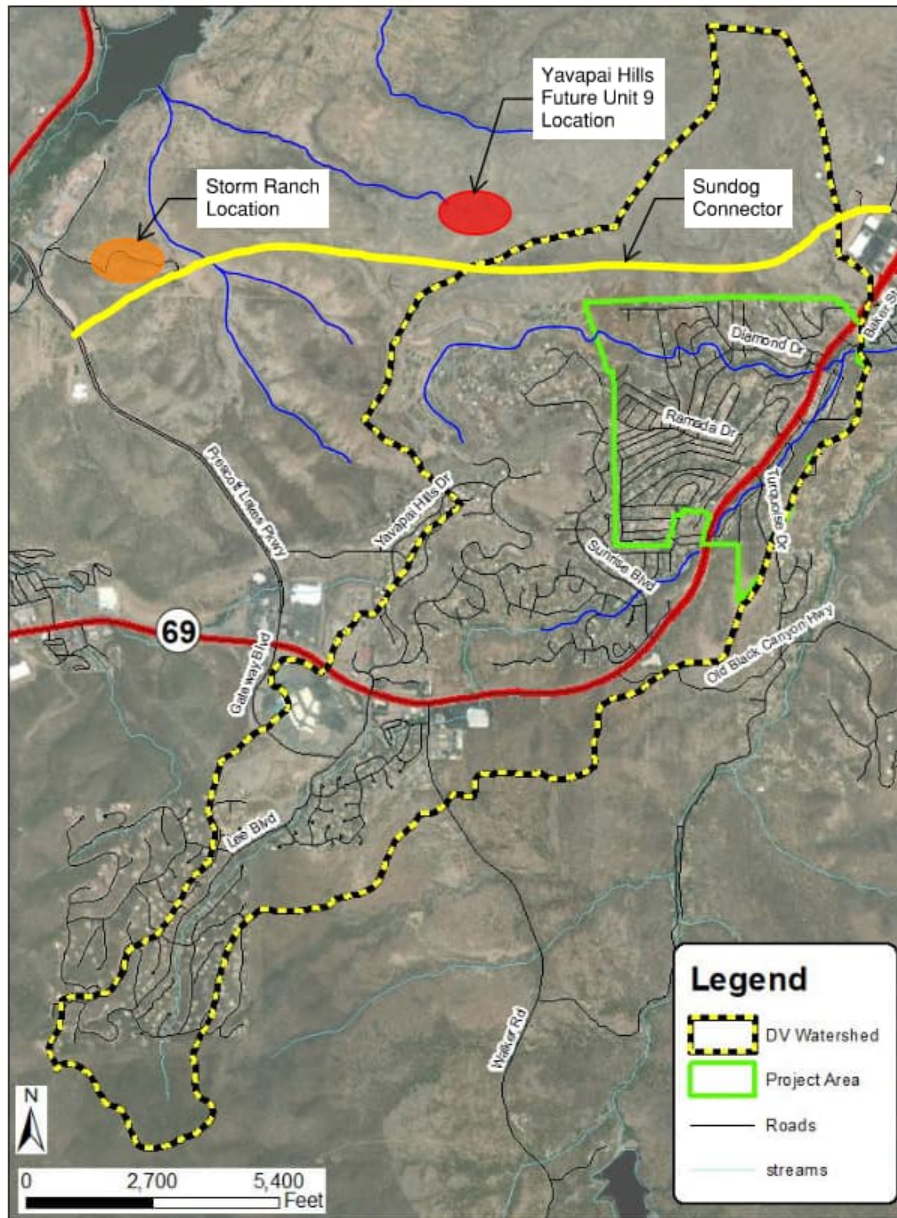 Yavapai Hills
Future Unit 9
Location
Storm Ranch
Location
Sundog
Connector
Baker St
Diamond Dr
Ramada Dr
Turquoise Dr
Prescott Lakes Pkwy
Yavapai Hills Dr
Sunrise Blvd
69
Old Black Canyon Hwy
Gateway Blvd
Lee Blvd
Walker Rd
Legend
DV Watershed
Project Area
Roads
streams
N
0 2,700 5,400
Feet